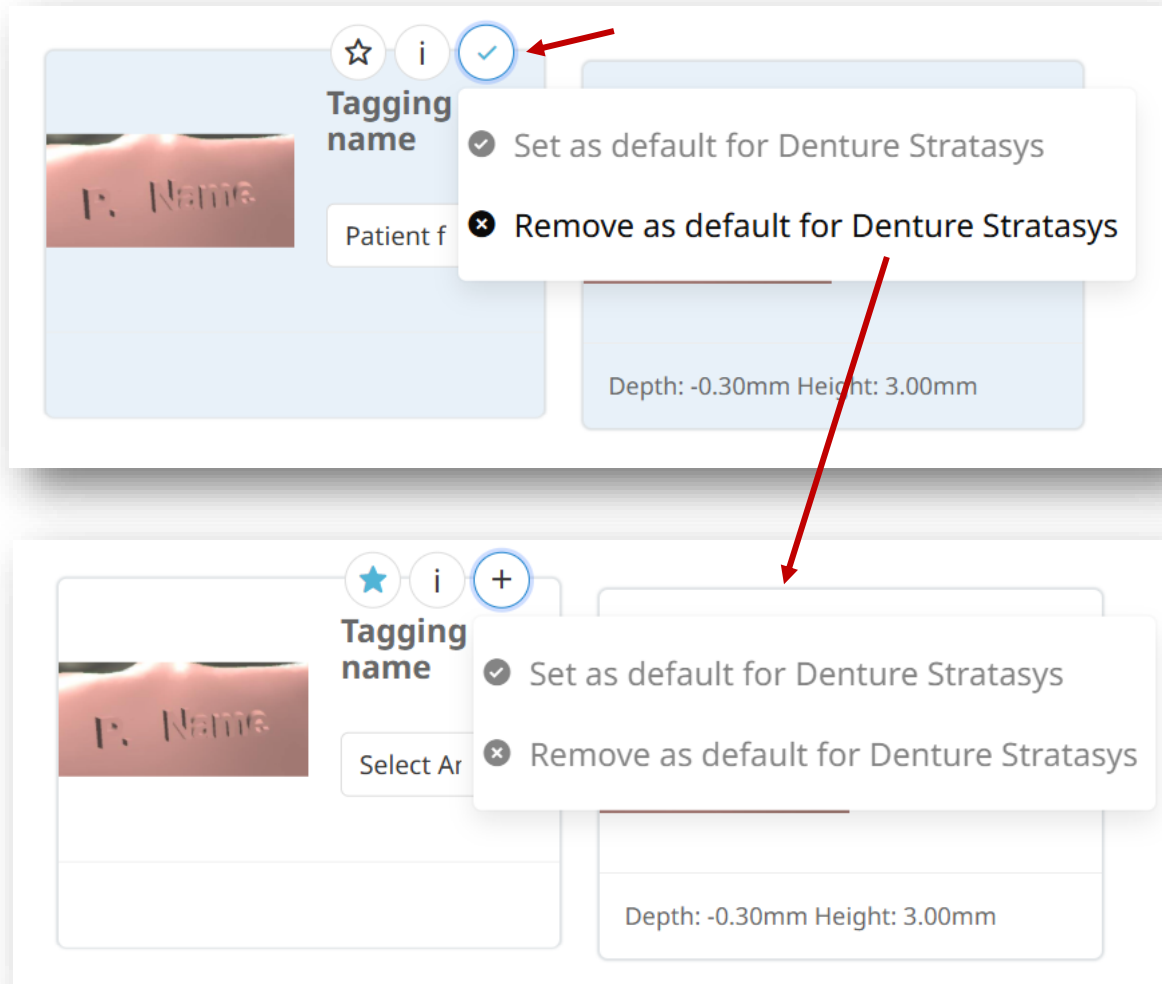 i
Tagging
name
Set as default for Denture Stratasys
P. Name
Patient f
Remove as default for Denture Stratasys
Depth: -0.30mm Height: 3.00mm
i
Tagging
name
Set as default for Denture Stratasys
P. Name
Select Ar
Remove as default for Denture Stratasys
Depth: -0.30mm Height: 3.00mm